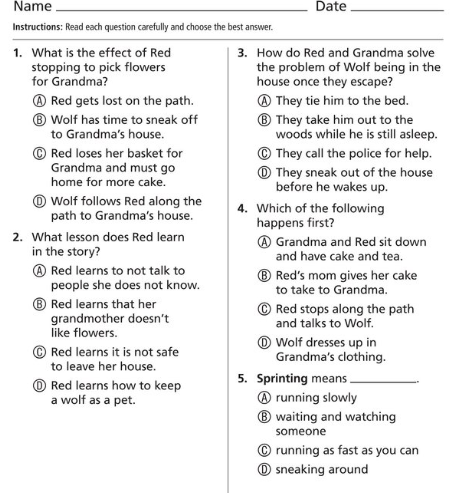 Name Date
Instructions: Read each question carefully and choose the best answer.
1. What is the effect of Red
stopping to pick flowers
for Grandma?
Ⓐ Red gets lost on the path.
Ⓑ Wolf has time to sneak off
to Grandma's house.
Ⓒ Red loses her basket for
Grandma and must go
home for more cake.
Ⓓ Wolf follows Red along the
path to Grandma's house.
2. What lesson does Red learn
in the story?
Ⓐ Red learns to not talk to
people she does not know.
Ⓑ Red learns that her
grandmother doesn't
like flowers.
Ⓒ Red learns it is not safe
to leave her house.
Ⓓ Red learns how to keep
a wolf as a pet.
3. How do Red and Grandma solve
the problem of Wolf being in the
house once they escape?
Ⓐ They tie him to the bed.
Ⓑ They take him out to the
woods while he is still asleep.
Ⓒ They call the police for help.
Ⓓ They sneak out of the house
before he wakes up.
4. Which of the following
happens first?
Ⓐ Grandma and Red sit down
and have cake and tea.
Ⓑ Red's mom gives her cake
to take to Grandma.
Ⓒ Red stops along the path
and talks to Wolf.
Ⓓ Wolf dresses up in
Grandma's clothing.
5. Sprinting means ____________.
Ⓐ running slowly
Ⓑ waiting and watching
someone
Ⓒ running as fast as you can
Ⓓ sneaking around